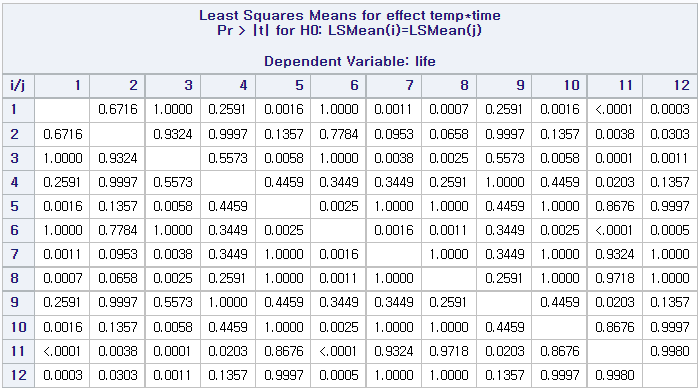 Least Squares Means for effect temp*time
Pr > |t| for H0: LSMean(i)=LSMean(j)
Dependent Variable: life
i/j 1 2 3 4 5 6 7 8 9 10 11 12
1 0.6716 1.0000 0.2591 0.0016 1.0000 0.0011 0.0007 0.2591 0.0016 <.0001 0.0003
2 0.6716 0.9324 0.9997 0.1357 0.7784 0.0953 0.0658 0.9997 0.1357 0.0038 0.0303
3 1.0000 0.9324 0.5573 0.0058 1.0000 0.0038 0.0025 0.5573 0.0058 0.0001 0.0011
4 0.2591 0.9997 0.5573 0.4459 0.3449 0.3449 0.2591 1.0000 0.4459 0.0203 0.1357
5 0.0016 0.1357 0.0058 0.4459 0.0025 1.0000 1.0000 0.4459 1.0000 0.8676 0.9997
6 1.0000 0.7784 1.0000 0.3449 0.0025 0.0016 0.0011 0.3449 0.0025 <.0001 0.0005
7 0.0011 0.0953 0.0038 0.3449 1.0000 0.0016 1.0000 0.3449 1.0000 0.9324 1.0000
8 0.0007 0.0658 0.0025 0.2591 1.0000 0.0011 1.0000 0.2591 1.0000 0.9718 1.0000
9 0.2591 0.9997 0.5573 1.0000 0.4459 0.3449 0.3449 0.2591 0.4459 0.0203 0.1357
10 0.0016 0.1357 0.0058 0.4459 1.0000 0.0025 1.0000 1.0000 0.4459 0.8676 0.9997
11 <.0001 0.0038 0.0001 0.0203 0.8676 <.0001 0.9324 0.9718 0.0203 0.8676 0.9980
12 0.0003 0.0303 0.0011 0.1357 0.9997 0.0005 1.0000 1.0000 0.1357 0.9997 0.9980